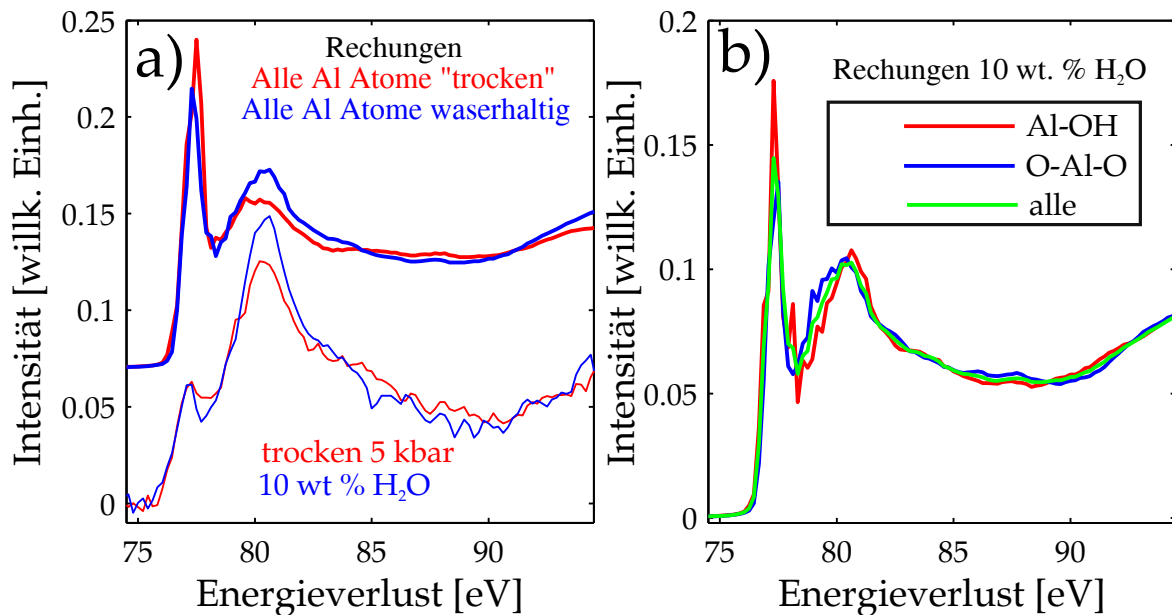 a)
Rechungen
Alle Al Atome "trocken"
Alle Al Atome waserhaltig
trocken 5 kbar
10 wt % H₂O
Intensität [willk. Einh.]
0.25
0.2
0.15
0.1
0.05
0
75 80 85 90
Energieverlust [eV]
b)
Rechungen 10 wt. % H₂O
Al-OH
O-Al-O
alle
Intensität [willk. Einh.]
0.2
0.15
0.1
0.05
0
75 80 85 90
Energieverlust [eV]